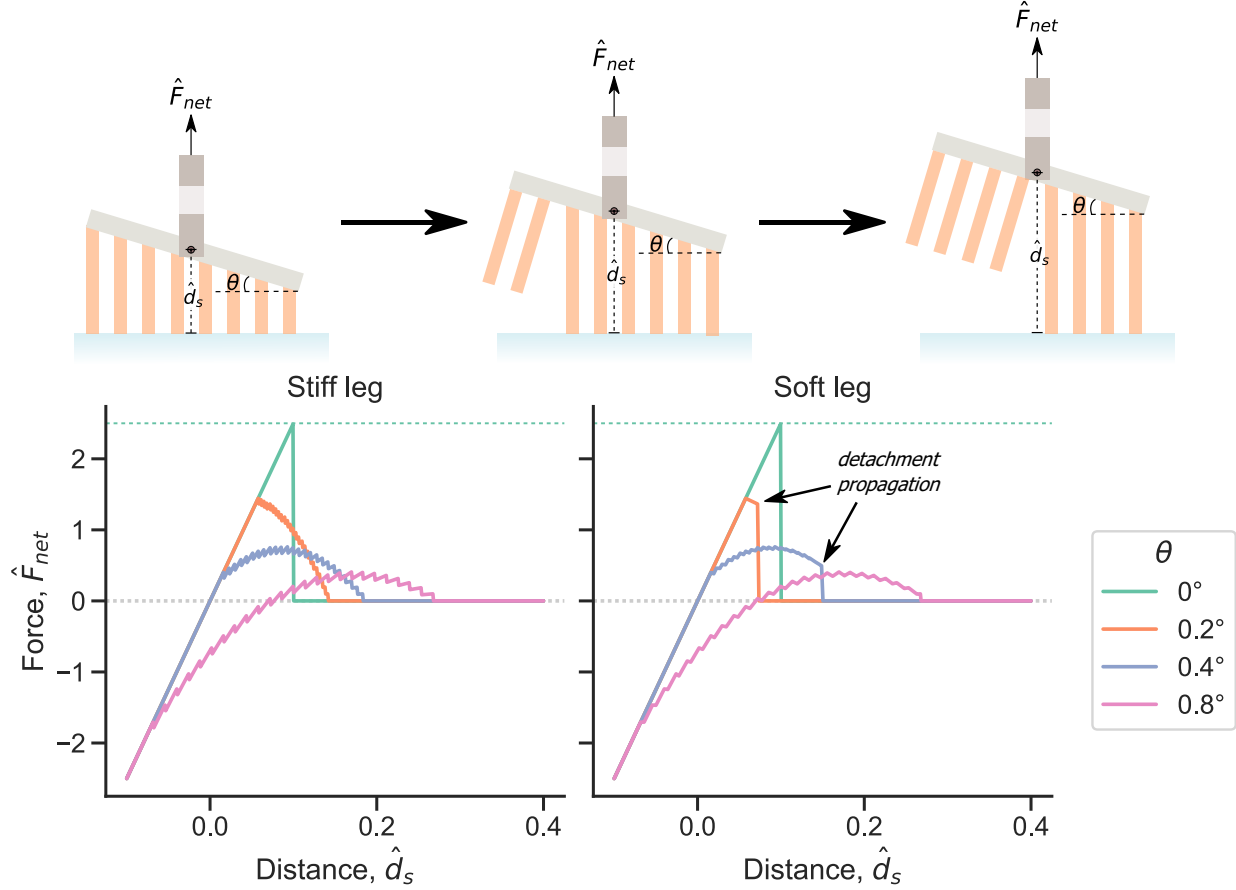 F̂net
F̂net
F̂net
θ
d̂s
θ
d̂s
θ
d̂s
Stiff leg
Soft leg
detachment
propagation
2
1
0
−1
−2
Force, F̂net
0.0
0.2
0.4
0.0
0.2
0.4
Distance, d̂s
Distance, d̂s
θ
0°
0.2°
0.4°
0.8°